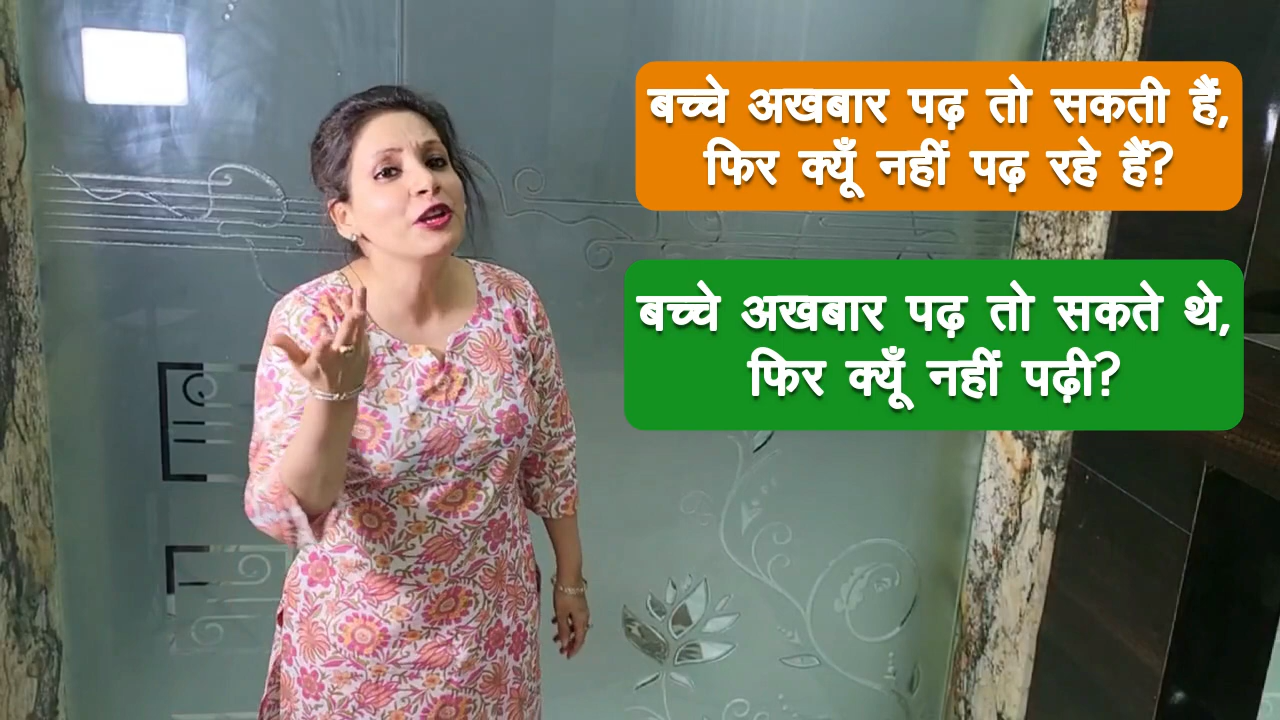 बच्चे अखबार पढ़ तो सकती हैं,
फिर क्यूँ नहीं पढ़ रहे हैं?
बच्चे अखबार पढ़ तो सकते थे,
फिर क्यूँ नहीं पढ़ी?